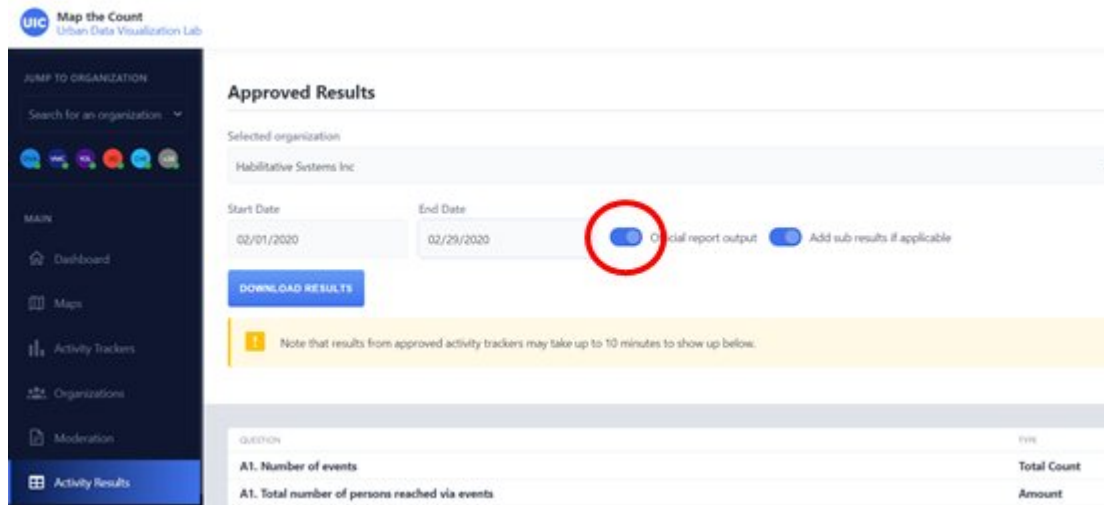 UIC
Map the Count
Urban Data Visualization Lab
JUMP TO ORGANIZATION
Search for an organization
MAIN
Dashboard
Maps
Activity Trackers
Organizations
Moderation
Activity Results
Approved Results
Selected organization
Habilitative Systems Inc
Start Date
End Date
02/01/2020
02/29/2020
Official report output
Add sub results if applicable
DOWNLOAD RESULTS
! Note that results from approved activity trackers may take up to 10 minutes to show up below.
QUESTION
TYPE
A1. Number of events
Total Count
A1. Total number of persons reached via events
Amount